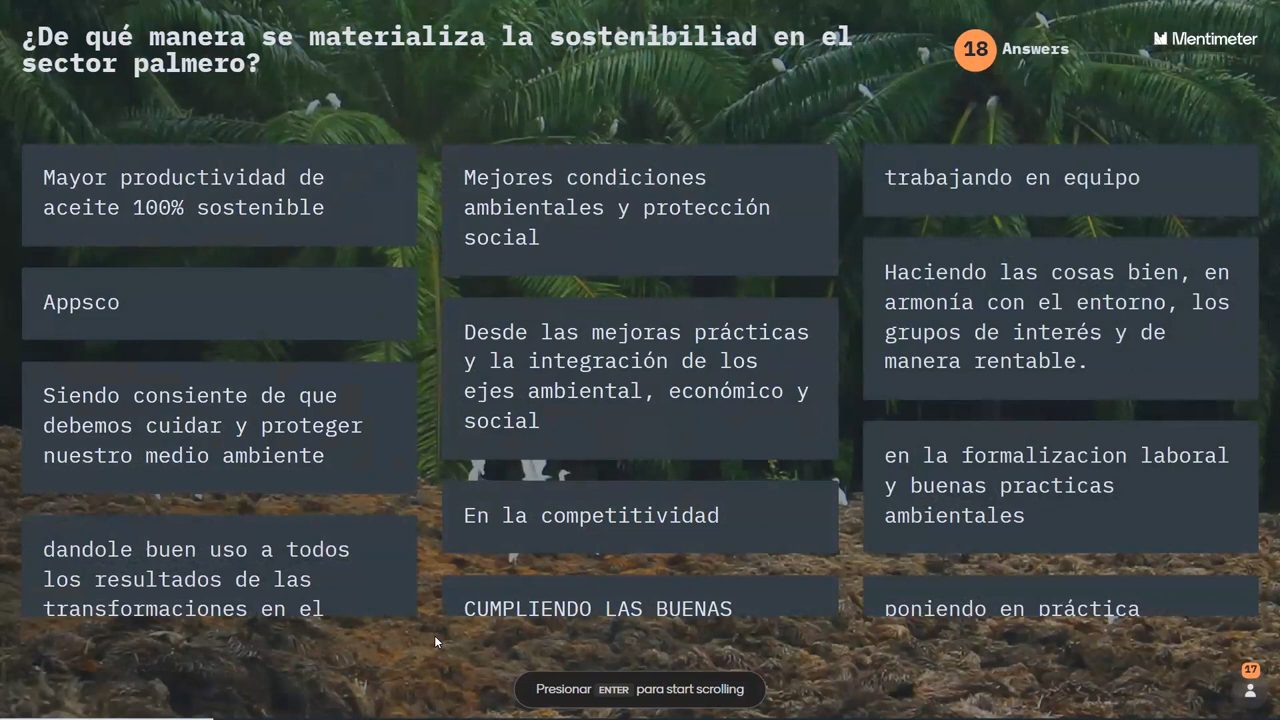 ¿De qué manera se materializa la sostenibiliad en el
sector palmero?
18 Answers
Mentimeter
Mayor productividad de
aceite 100% sostenible
Appsco
Siendo consiente de que
debemos cuidar y proteger
nuestro medio ambiente
dandole buen uso a todos
los resultados de las
transformaciones en el
Mejores condiciones
ambientales y protección
social
Desde las mejoras prácticas
y la integración de los
ejes ambiental, económico y
social
En la competitividad
CUMPLIENDO LAS BUENAS
trabajando en equipo
Haciendo las cosas bien, en
armonía con el entorno, los
grupos de interés y de
manera rentable.
en la formalizacion laboral
y buenas practicas
ambientales
poniendo en práctica
Presionar ENTER para start scrolling
17